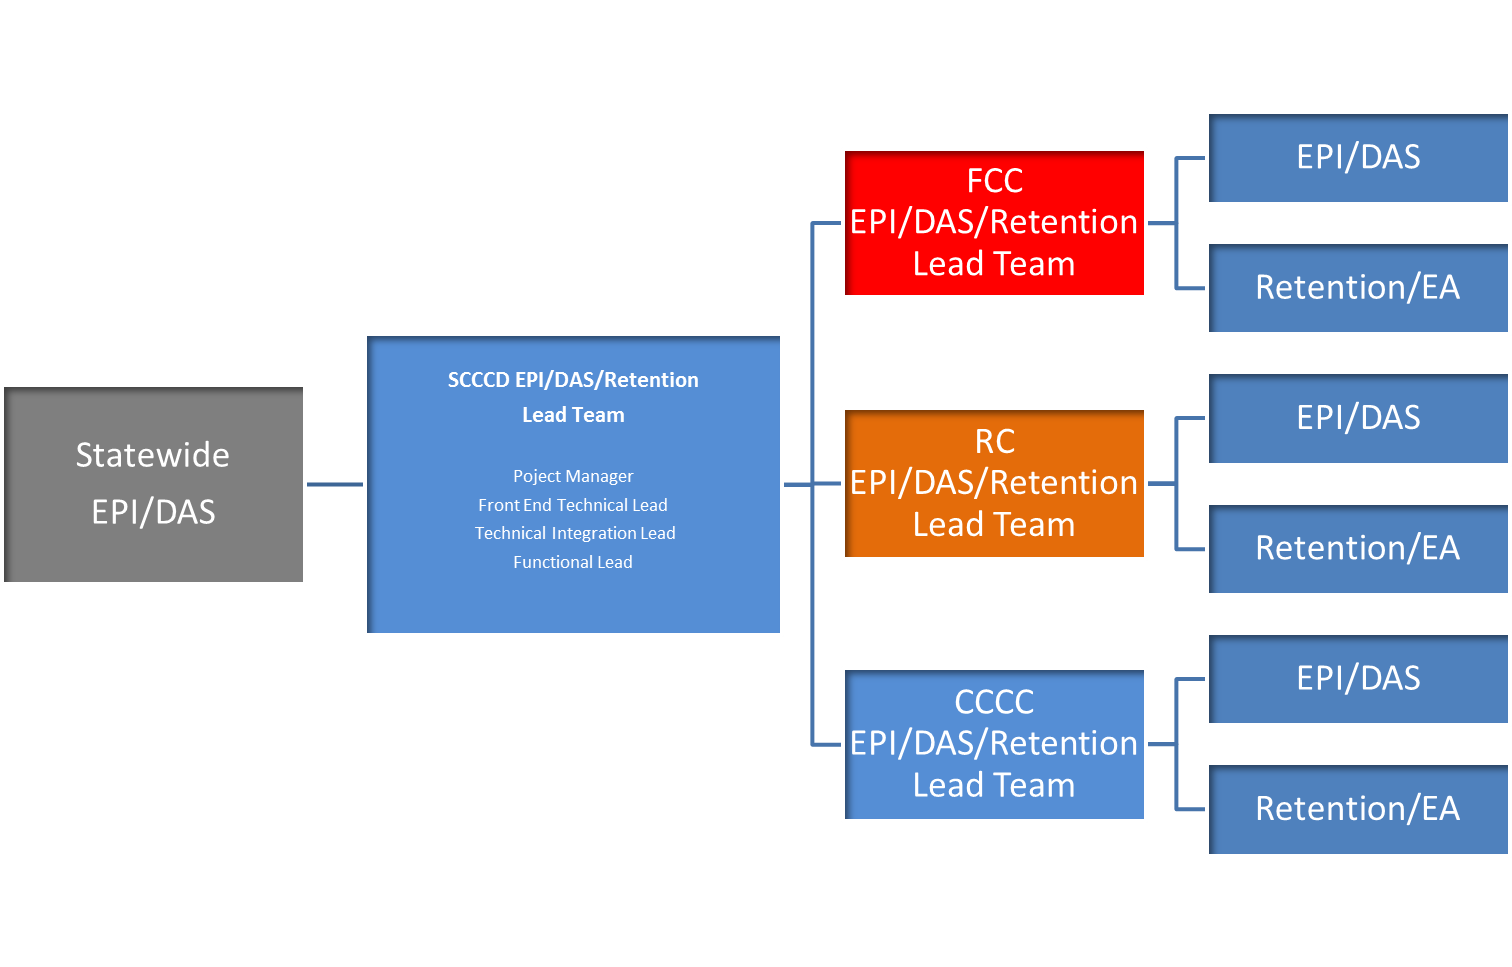 Statewide
EPI/DAS
SCCCD EPI/DAS/Retention
Lead Team
Poject Manager
Front End Technical Lead
Technical Integration Lead
Functional Lead
FCC
EPI/DAS/Retention
Lead Team
EPI/DAS
Retention/EA
RC
EPI/DAS/Retention
Lead Team
EPI/DAS
Retention/EA
CCCC
EPI/DAS/Retention
Lead Team
EPI/DAS
Retention/EA